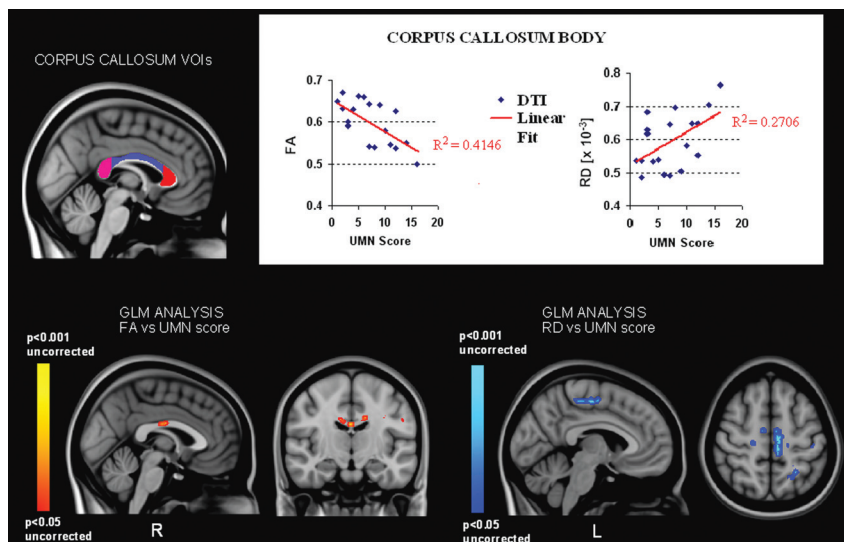 CORPUS CALLOSUM VOIs
CORPUS CALLOSUM BODY
0.7
0.6
0.5
0.4
FA
0 5 10 15 20
UMN Score
R² = 0.4146
DTI
Linear
Fit
0.8
0.7
0.6
0.5
0.4
RD [x 10⁻³]
0 5 10 15 20
UMN Score
R² = 0.2706
GLM ANALYSIS
FA vs UMN score
p<0.001
uncorrected
p<0.05
uncorrected
R
GLM ANALYSIS
RD vs UMN score
p<0.001
uncorrected
p<0.05
uncorrected
L